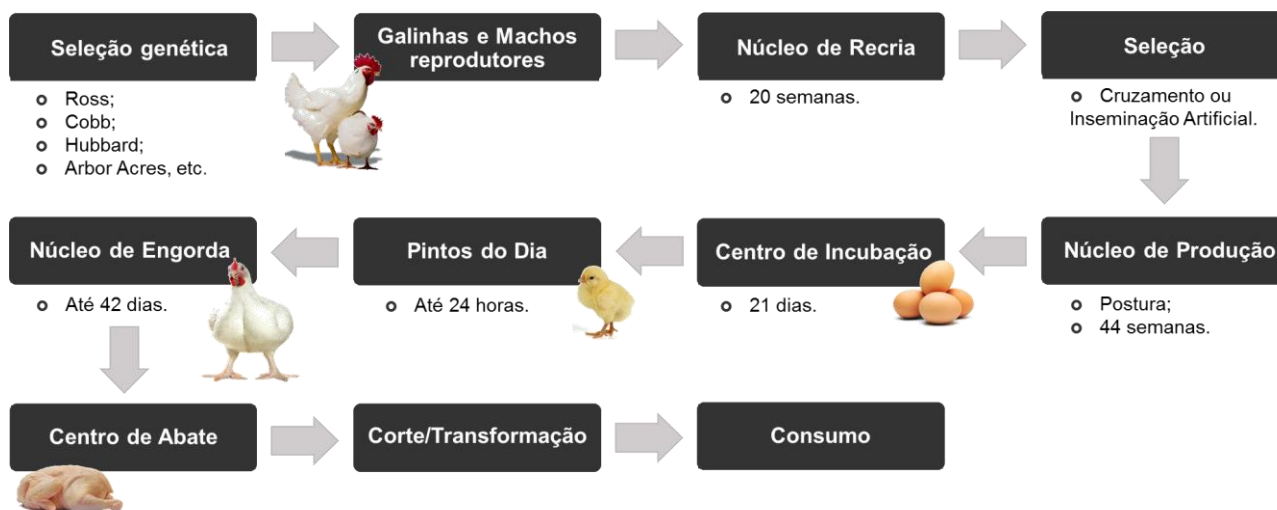 Seleção genética
Galinhas e Machos
reprodutores
Núcleo de Recria
Seleção
Ross;
Cobb;
Hubbard;
Arbor Acres, etc.
20 semanas.
Cruzamento ou
Inseminação Artificial.
Núcleo de Engorda
Pintos do Dia
Centro de Incubação
Núcleo de Produção
Até 42 dias.
Até 24 horas.
21 dias.
Postura;
44 semanas.
Centro de Abate
Corte/Transformação
Consumo